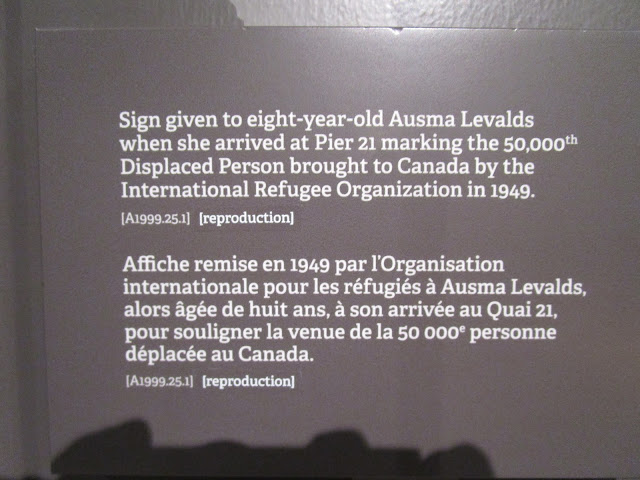 Sign given to eight-year-old Ausma Levalds
when she arrived at Pier 21 marking the 50,000th
Displaced Person brought to Canada by the
International Refugee Organization in 1949.
[A1999.25.1] [reproduction]
Affiche remise en 1949 par l'Organisation
internationale pour les réfugiés à Ausma Levalds,
alors âgée de huit ans, à son arrivée au Quai 21,
pour souligner la venue de la 50 000e personne
déplacée au Canada.
[A1999.25.1] [reproduction]